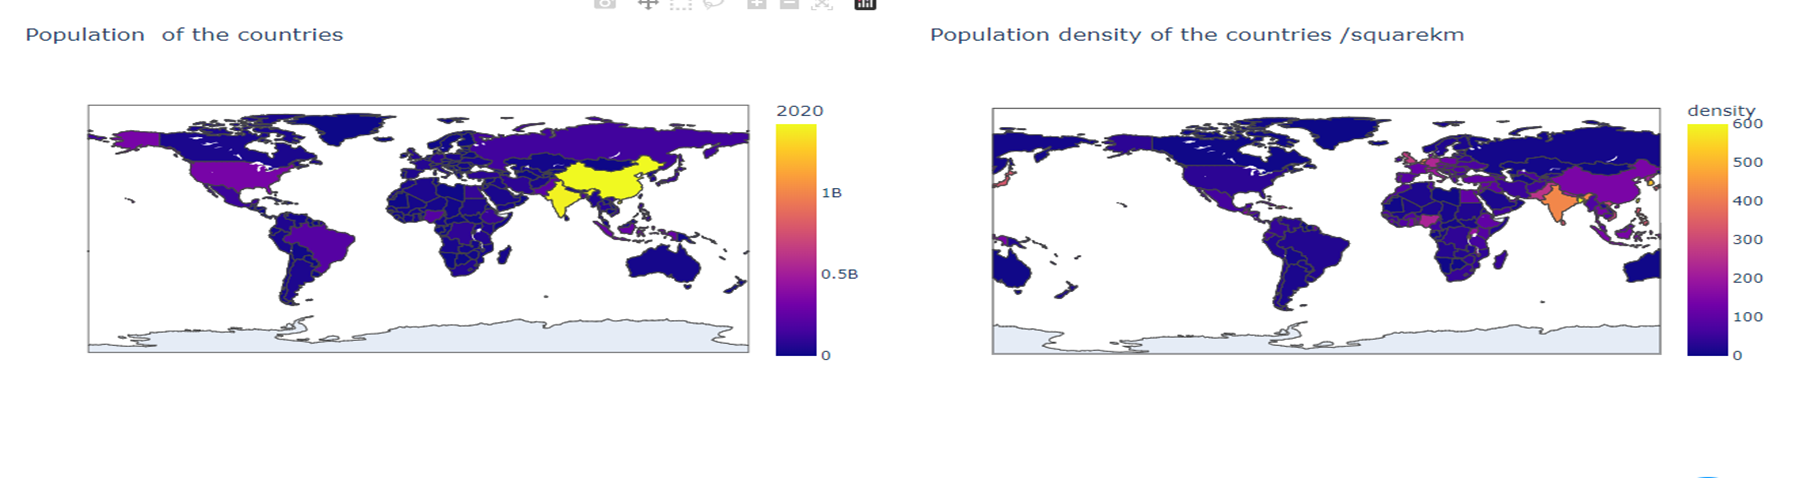 Population  of the countries
2020
1B
0.5B
0
Population density of the countries /squarekm
density
600
500
400
300
200
100
0